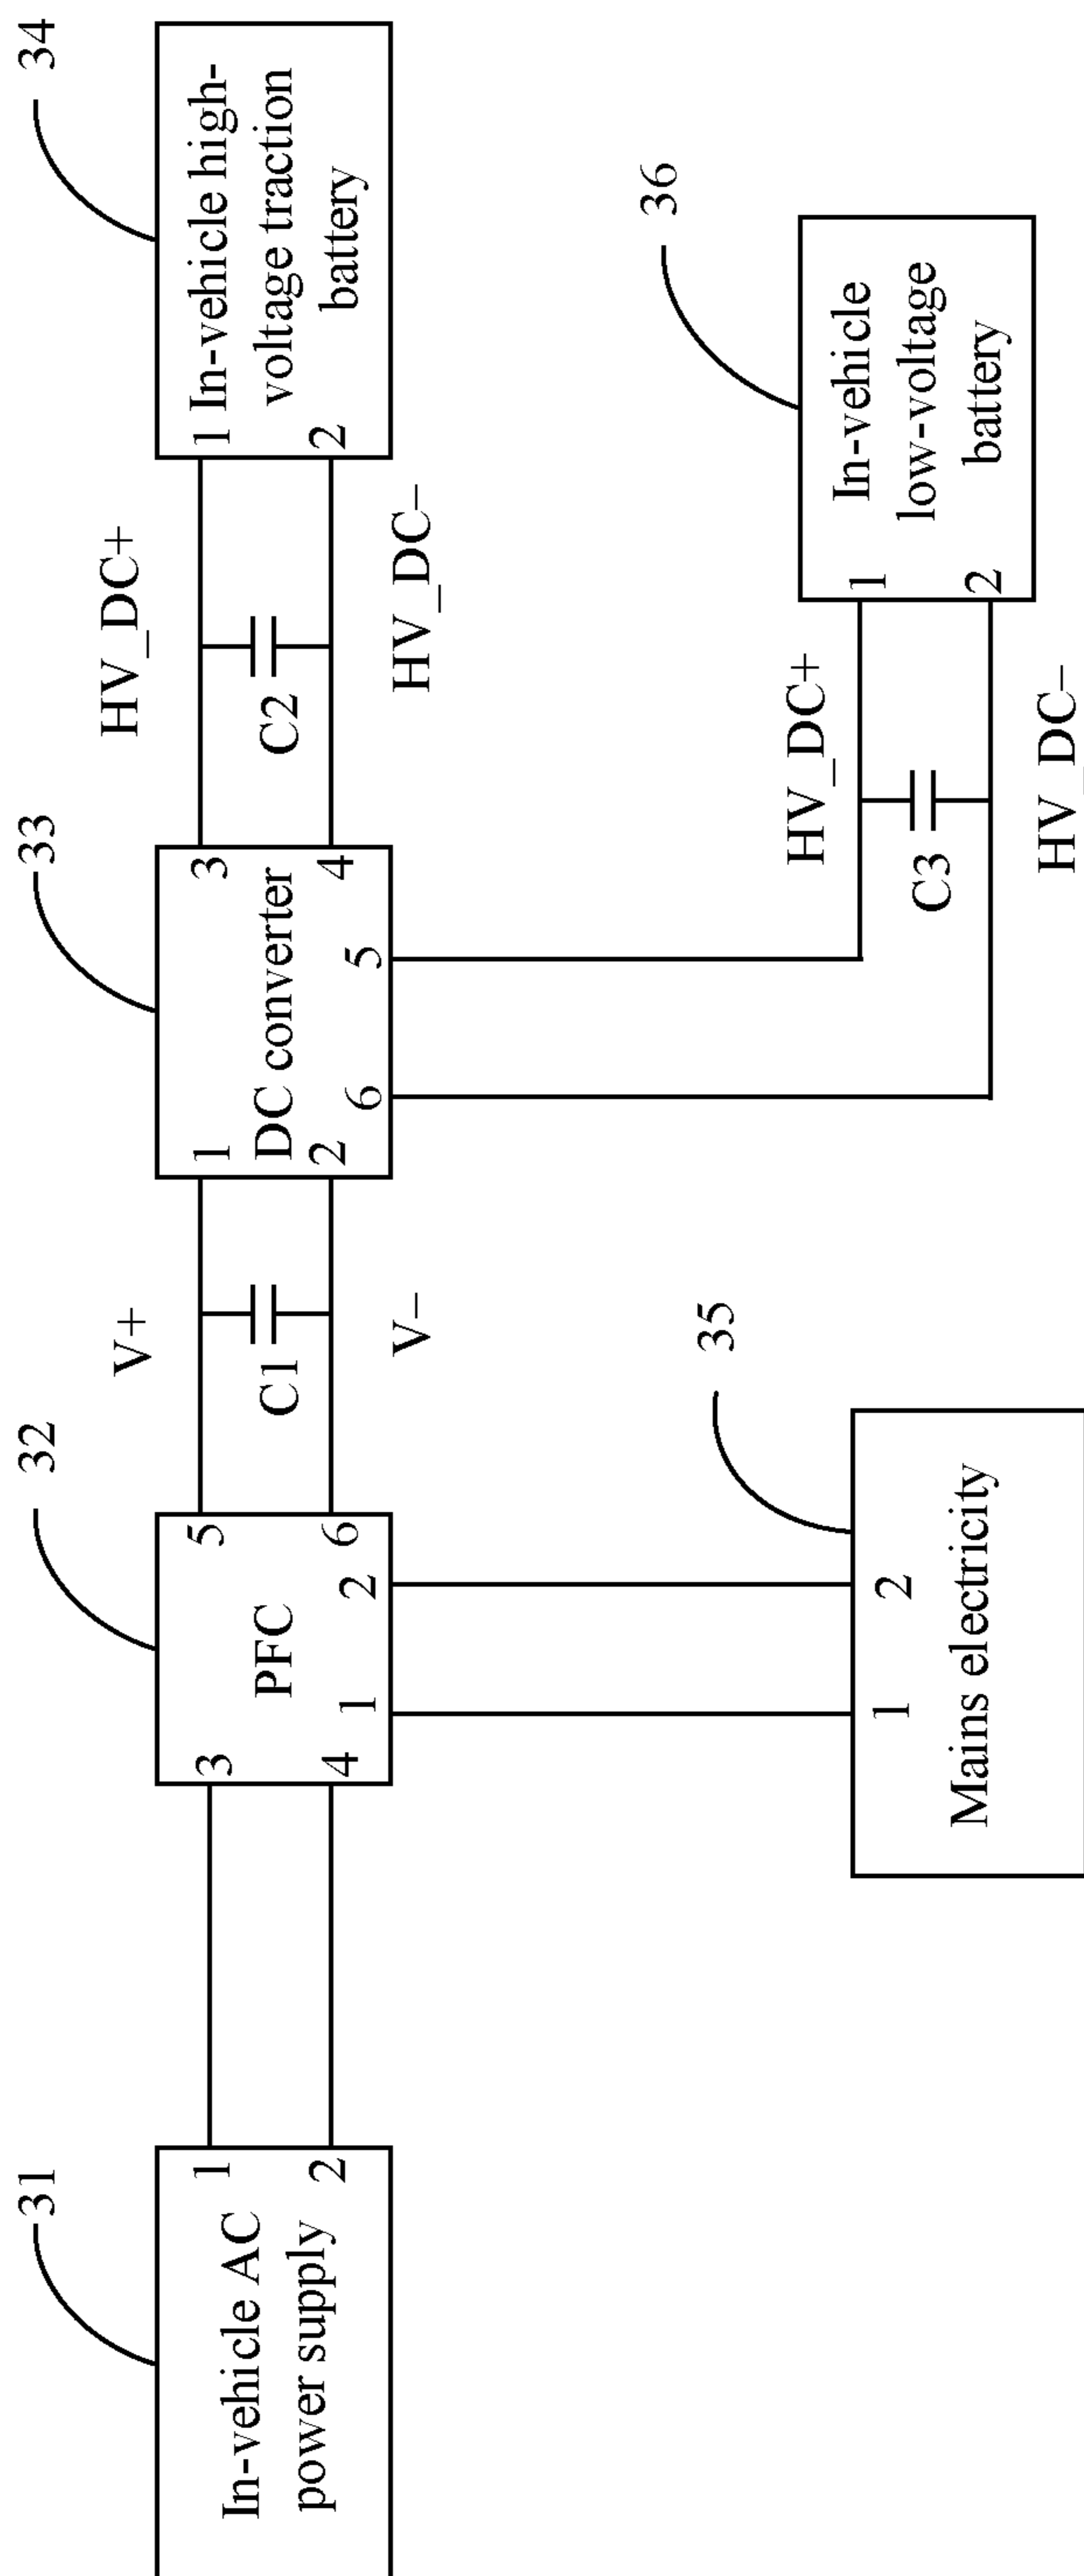 31
In-vehicle AC
power supply
1
2
32
PFC
3
4
1
2
5
6
V+
C1
V−
33
DC converter
1
2
3
4
5
6
HV_DC+
C2
HV_DC−
34
1
2
In-vehicle high-
voltage traction
battery
35
1
2
Mains electricity
HV_DC+
C3
HV_DC−
36
1
2
In-vehicle
low-voltage
battery